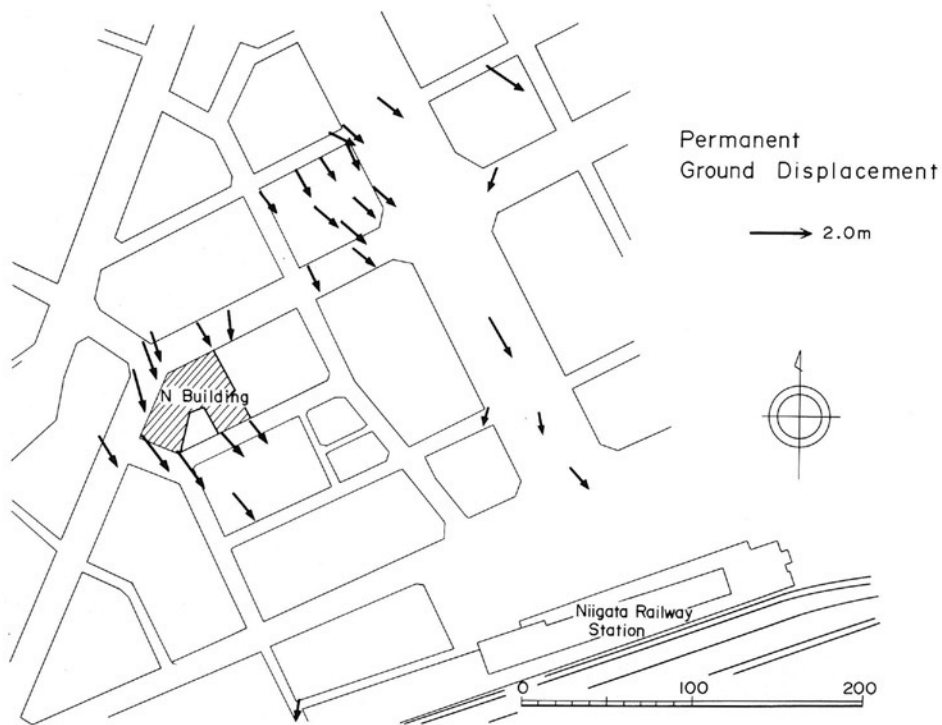 Permanent
Ground Displacement
2.0m
N Building
Niigata Railway
Station
0
100
200